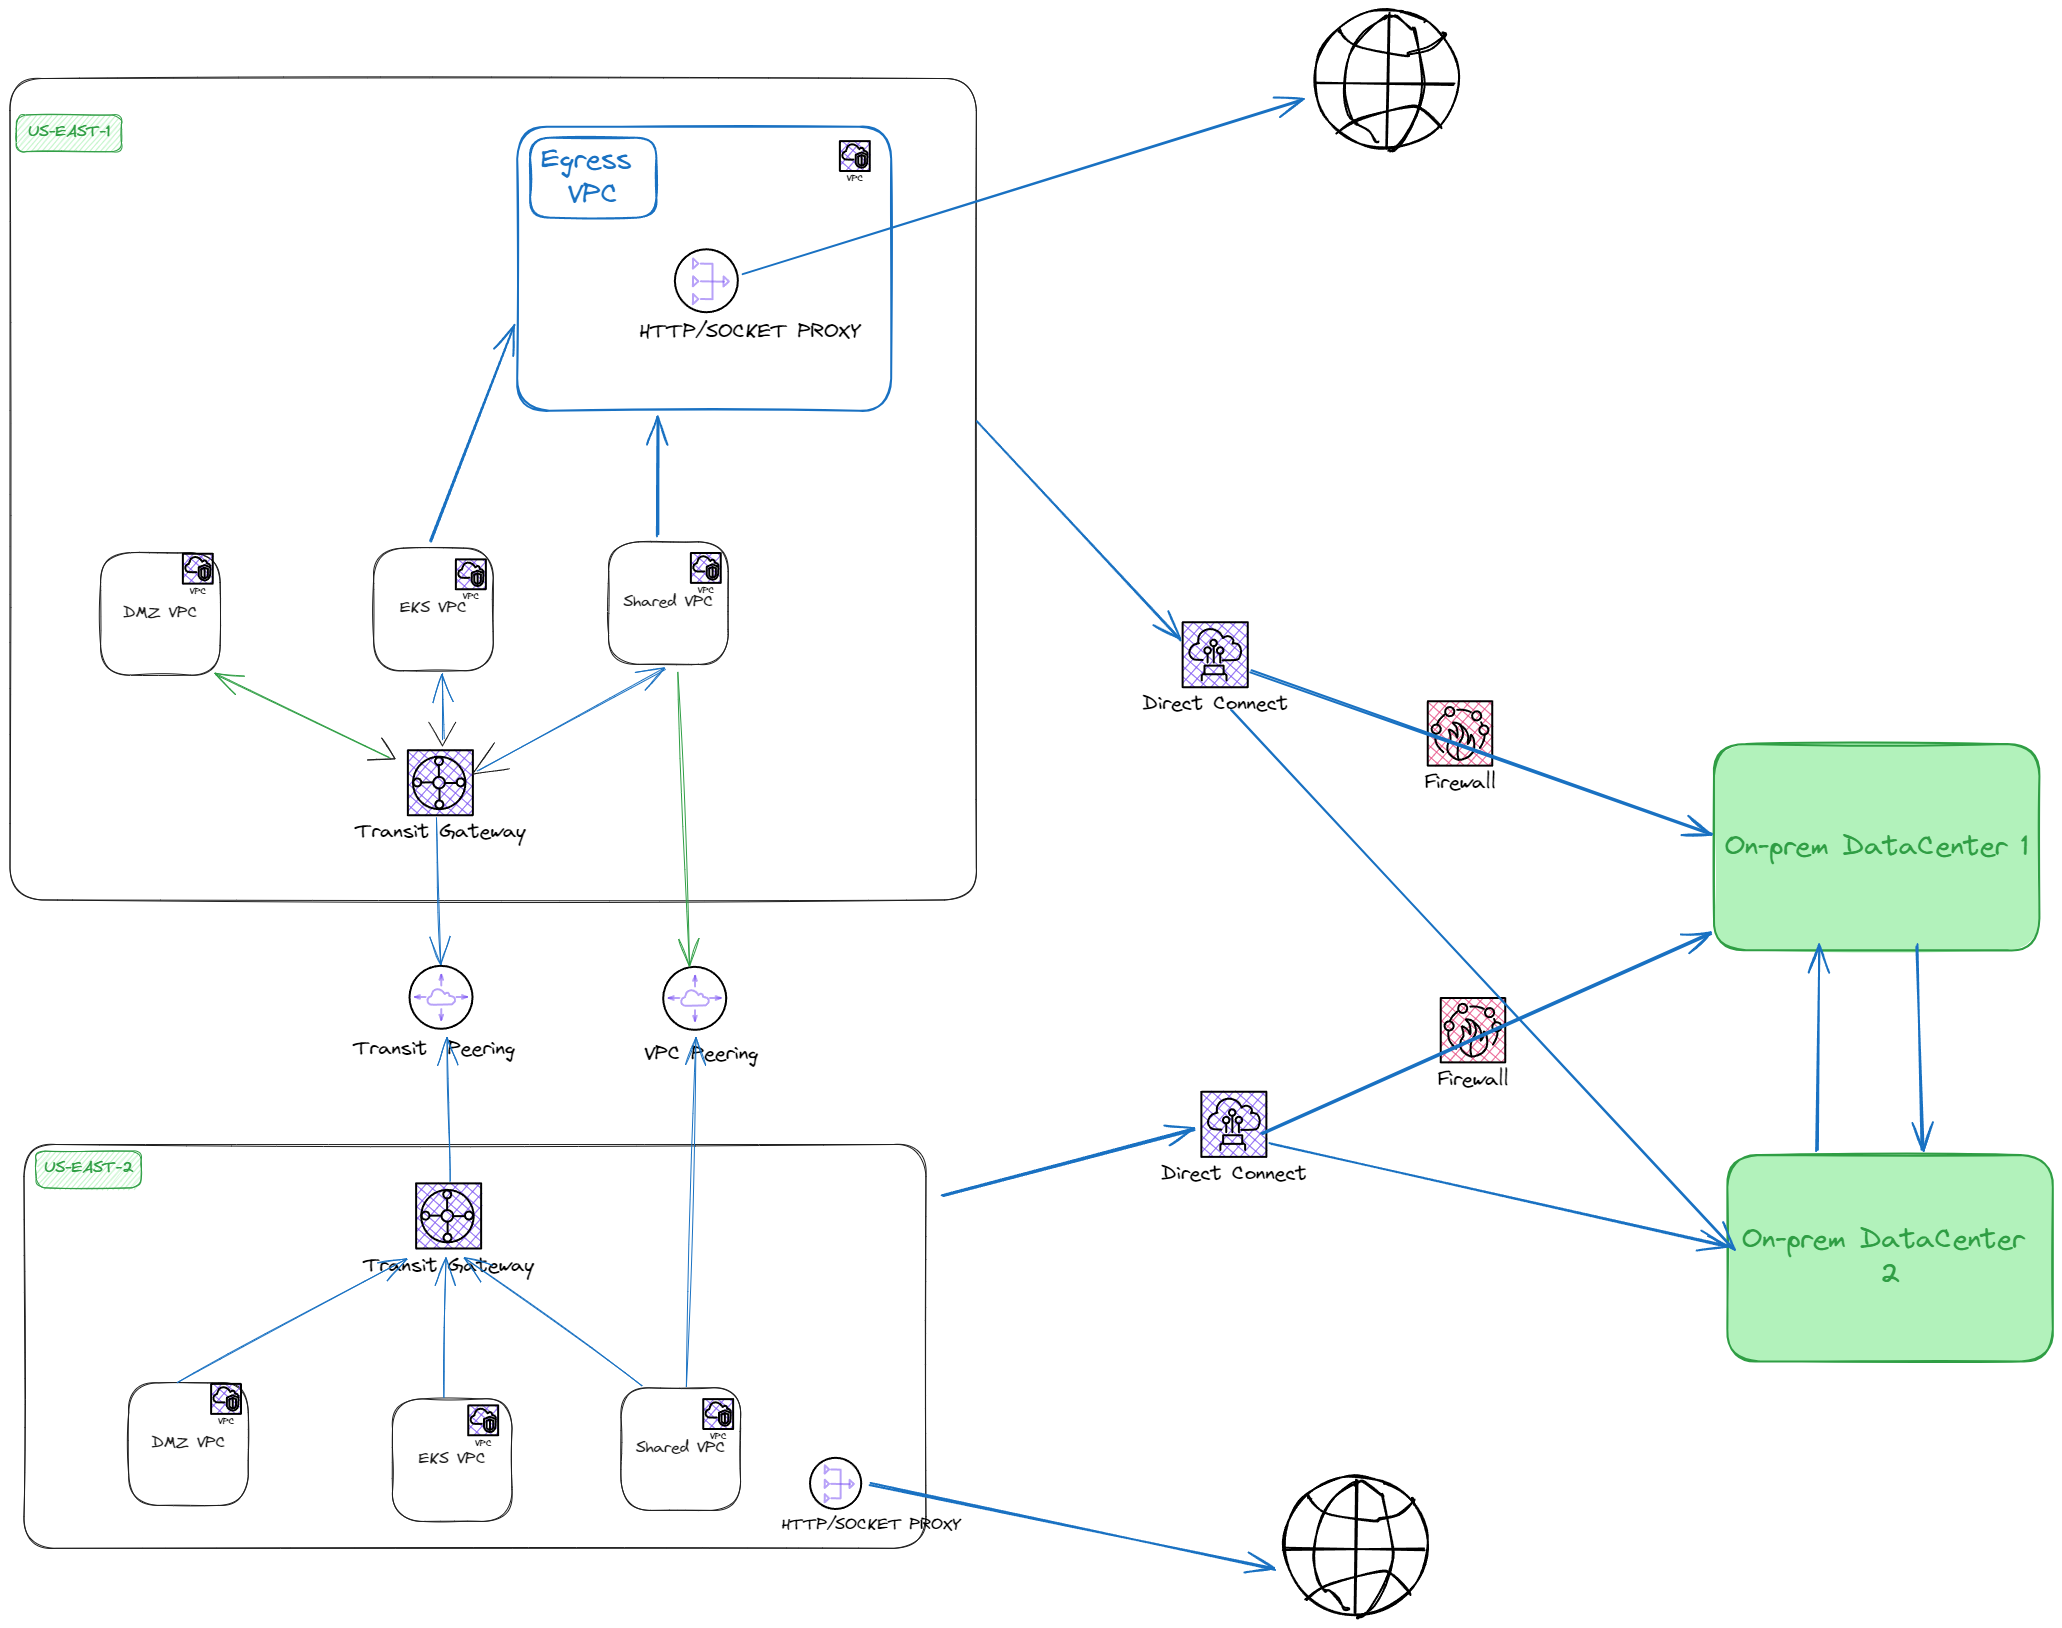 US-EAST-1
Egress
VPC
VPC
HTTP/SOCKET PROXY
VPC
DMZ VPC
VPC
EKS VPC
VPC
Shared VPC
Transit Gateway
Direct Connect
Firewall
On-prem DataCenter 1
Transit Peering
VPC Peering
Firewall
Direct Connect
US-EAST-2
Transit Gateway
On-prem DataCenter
2
VPC
DMZ VPC
VPC
EKS VPC
VPC
Shared VPC
HTTP/SOCKET PROXY